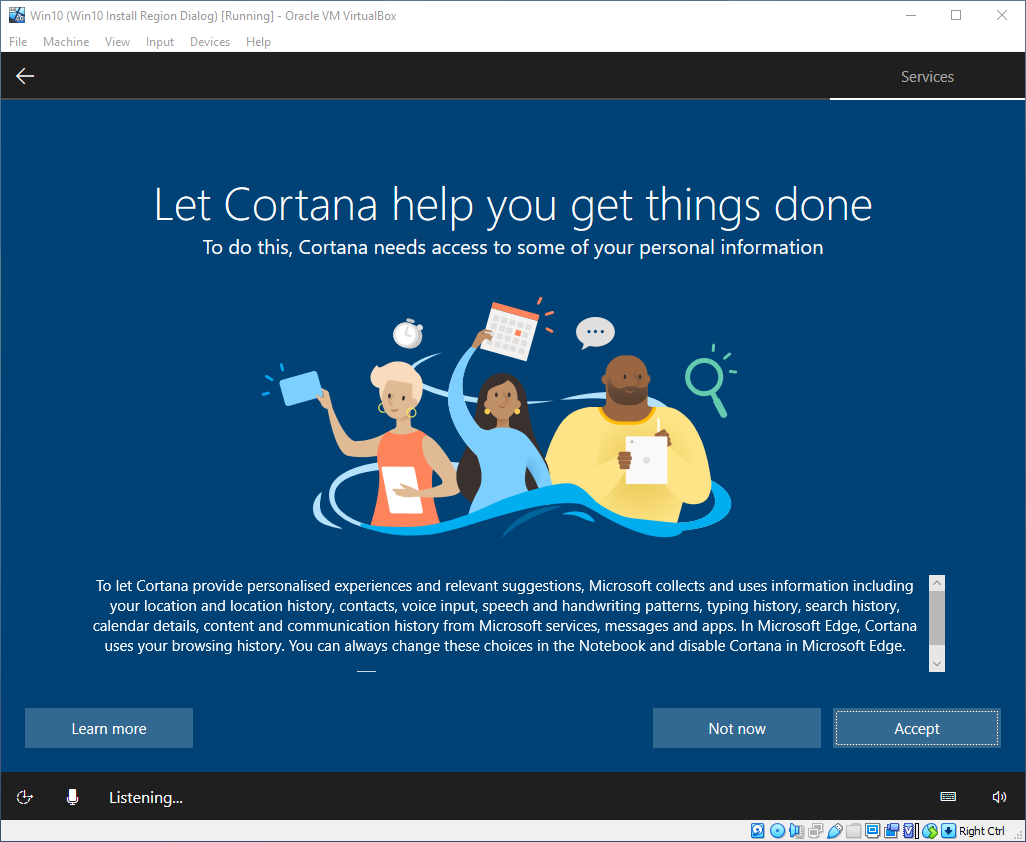 Win10 (Win10 Install Region Dialog) [Running] - Oracle VM VirtualBox
File Machine View Input Devices Help
Services
Let Cortana help you get things done
To do this, Cortana needs access to some of your personal information
To let Cortana provide personalised experiences and relevant suggestions, Microsoft collects and uses information including
your location and location history, contacts, voice input, speech and handwriting patterns, typing history, search history,
calendar details, content and communication history from Microsoft services, messages and apps. In Microsoft Edge, Cortana
uses your browsing history. You can always change these choices in the Notebook and disable Cortana in Microsoft Edge.
Learn more Not now Accept
Listening...
Right Ctrl